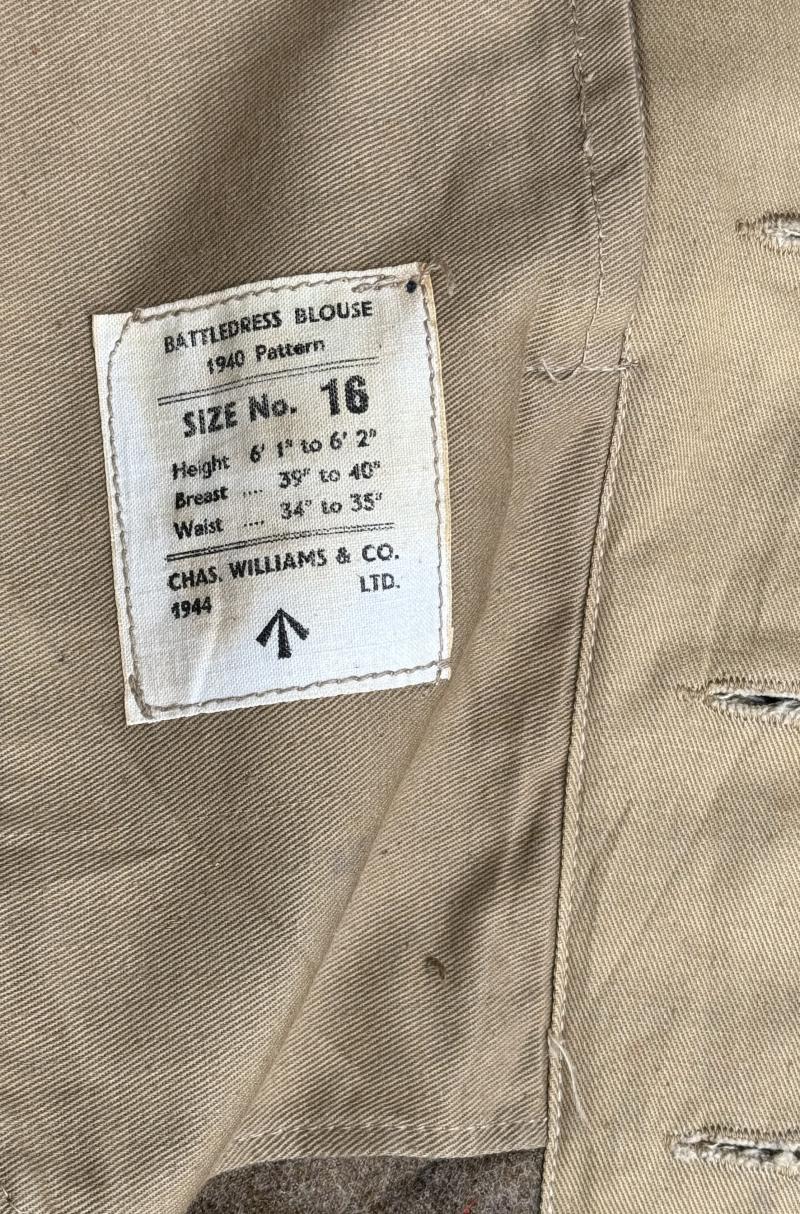 BATTLEDRESS BLOUSE
1940 Pattern
SIZE No. 16
Height 6' 1" to 6' 2"
Breast .... 39" to 40"
Waist .... 34" to 35"
CHAS. WILLIAMS & CO.
LTD.
1944